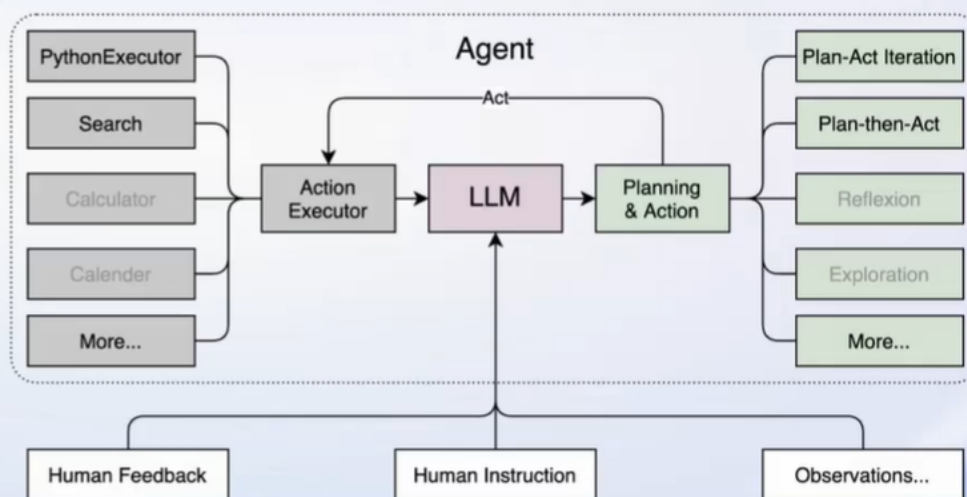 Agent
PythonExecutor
Search
Calculator
Calender
More...
Act
Action
Executor
LLM
Planning
& Action
Plan-Act Iteration
Plan-then-Act
Reflexion
Exploration
More...
Human Feedback
Human Instruction
Observations...